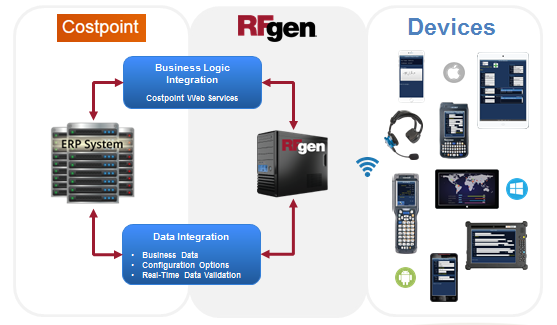 Costpoint
RFgen
Devices
Business Logic
Integration
Costpoint Web Services
ERP System
RFgen
Data Integration
• Business Data
• Configuration Options
• Real-Time Data Validation